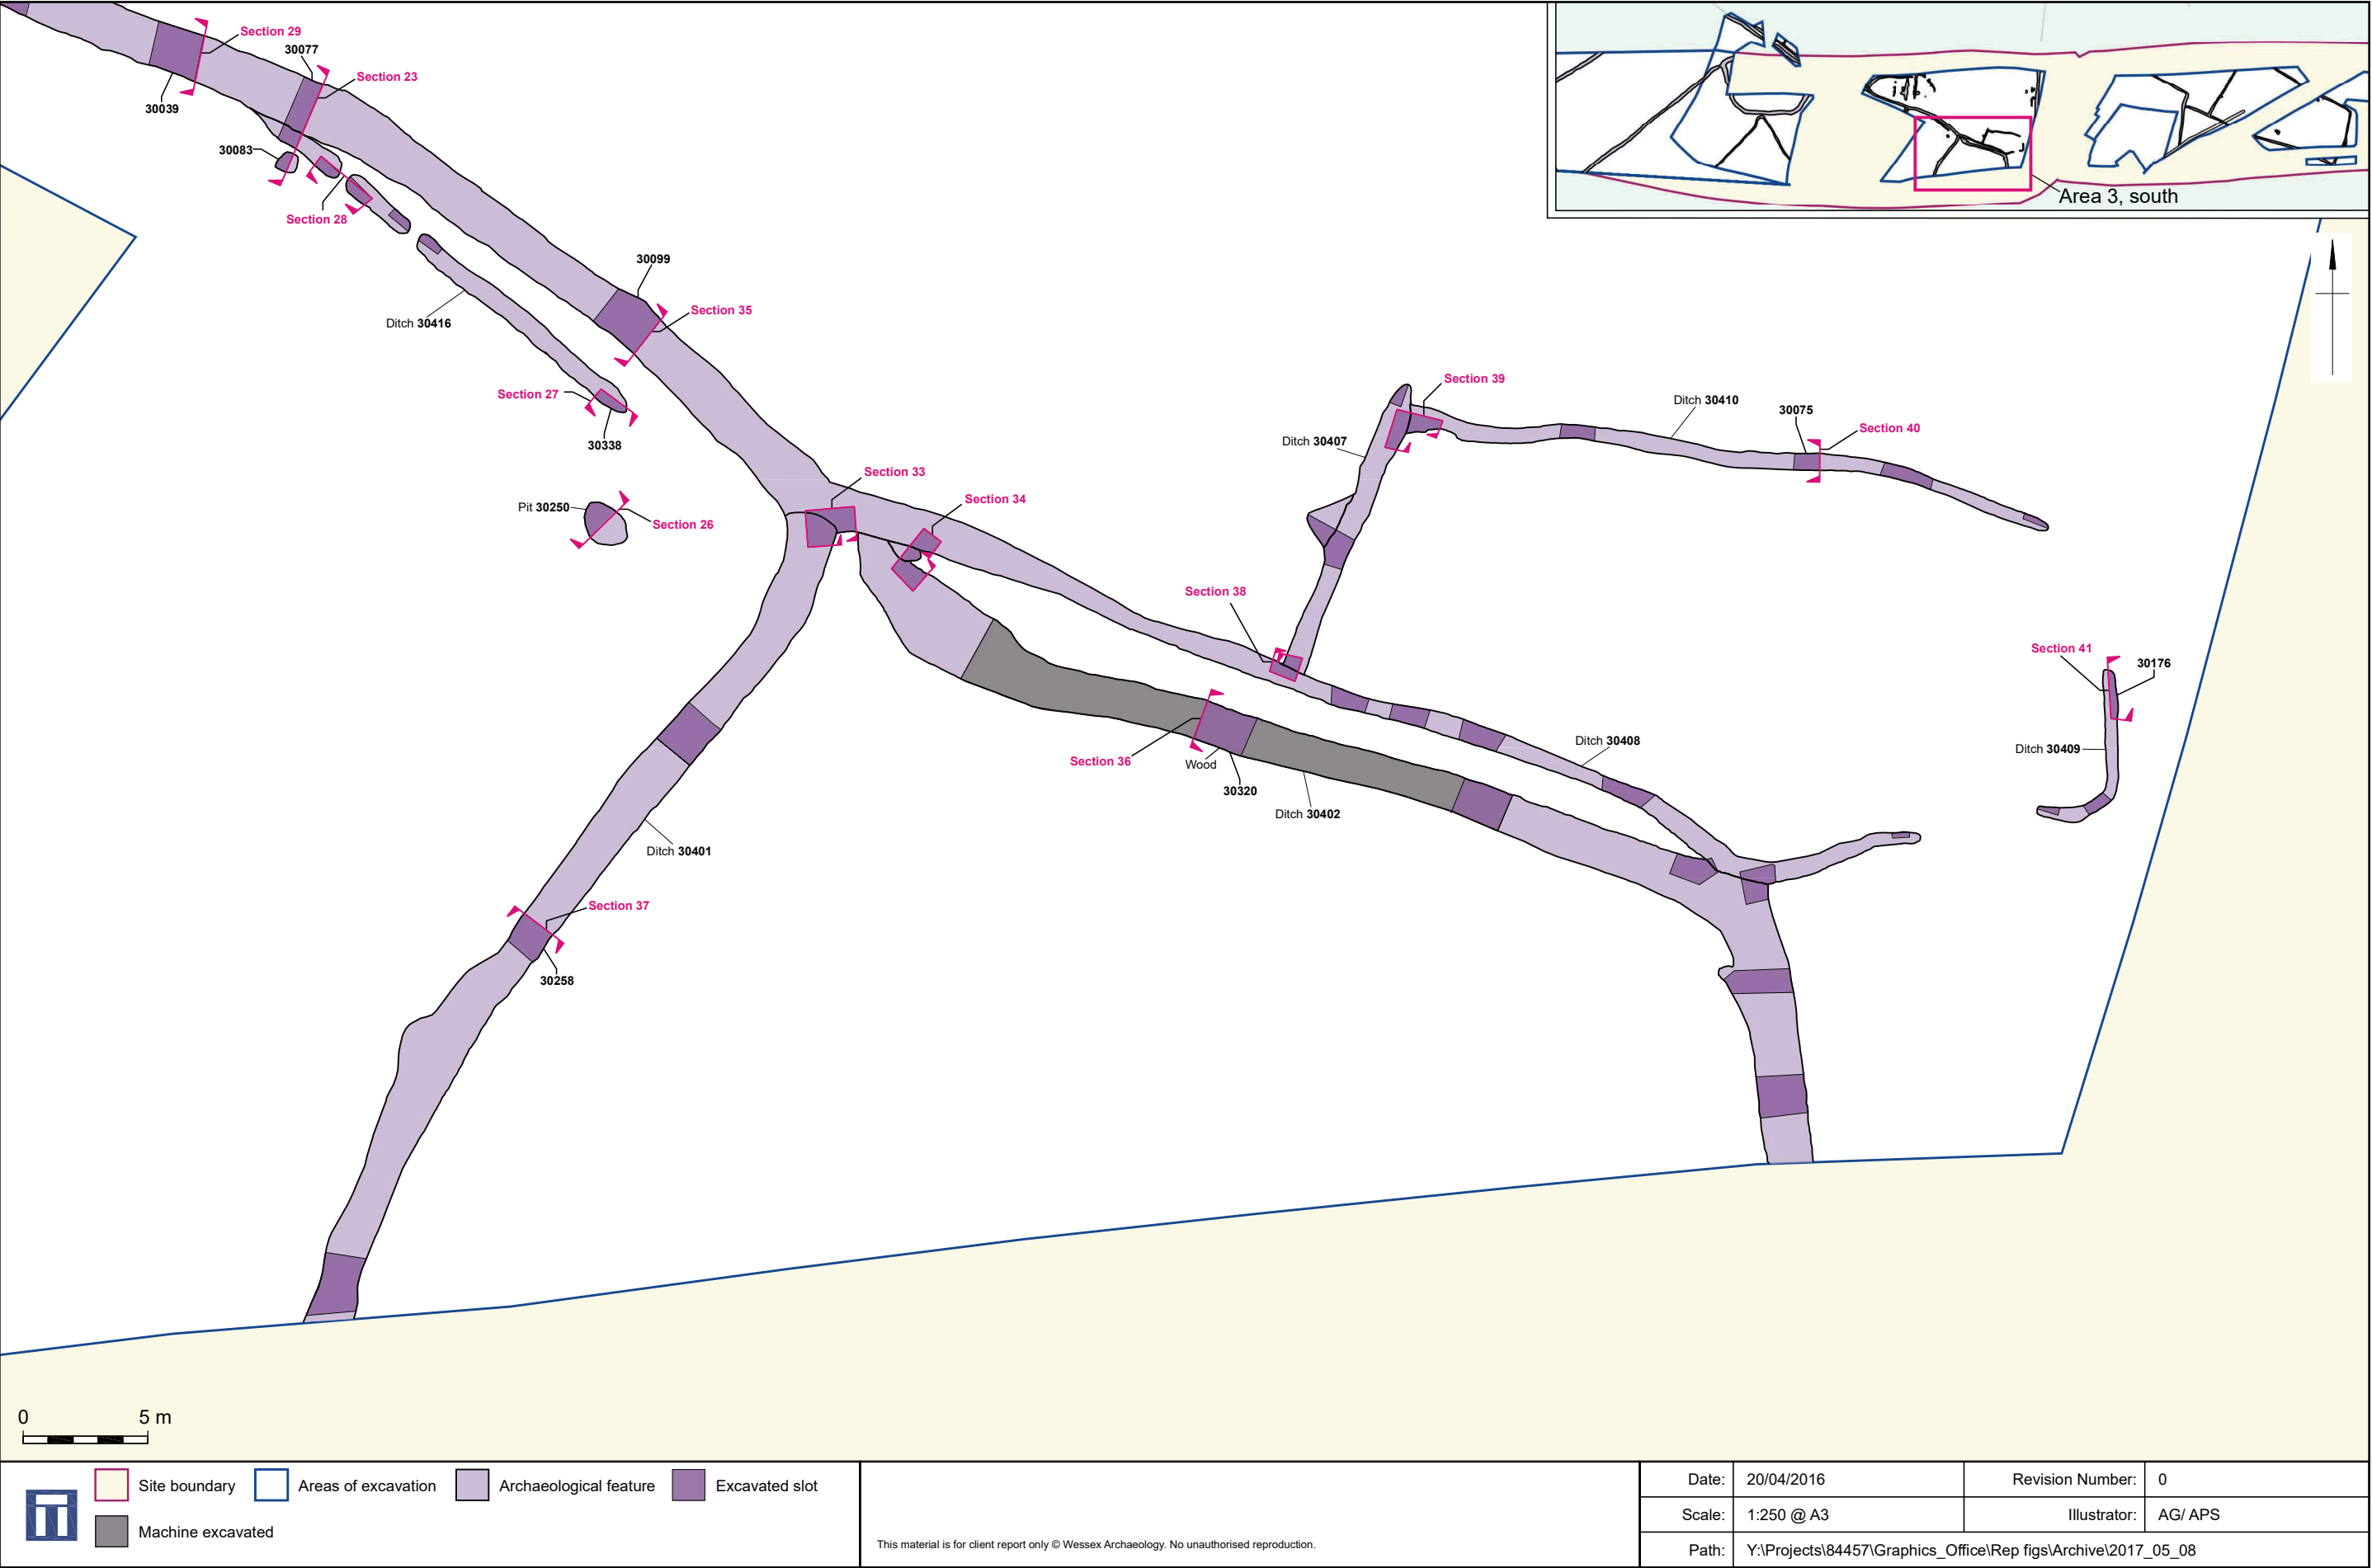 Section 29
30077
Section 23
30039
30083
Section 28
Area 3, south
30099
Section 35
Ditch 30416
Section 27
30338
Section 39
Ditch 30410
30075
Section 40
Ditch 30407
Section 33
Section 34
Pit 30250
Section 26
Section 38
Section 41
30176
Ditch 30409
Ditch 30408
Section 36
Wood
30320
Ditch 30402
Ditch 30401
Section 37
30258
0 5 m
Site boundary Areas of excavation Archaeological feature Excavated slot
Machine excavated
This material is for client report only © Wessex Archaeology. No unauthorised reproduction.
Date: 20/04/2016 Revision Number: 0
Scale: 1:250 @ A3 Illustrator: AG/ APS
Path: Y:\Projects\84457\Graphics_Office\Rep figs\Archive\2017_05_08